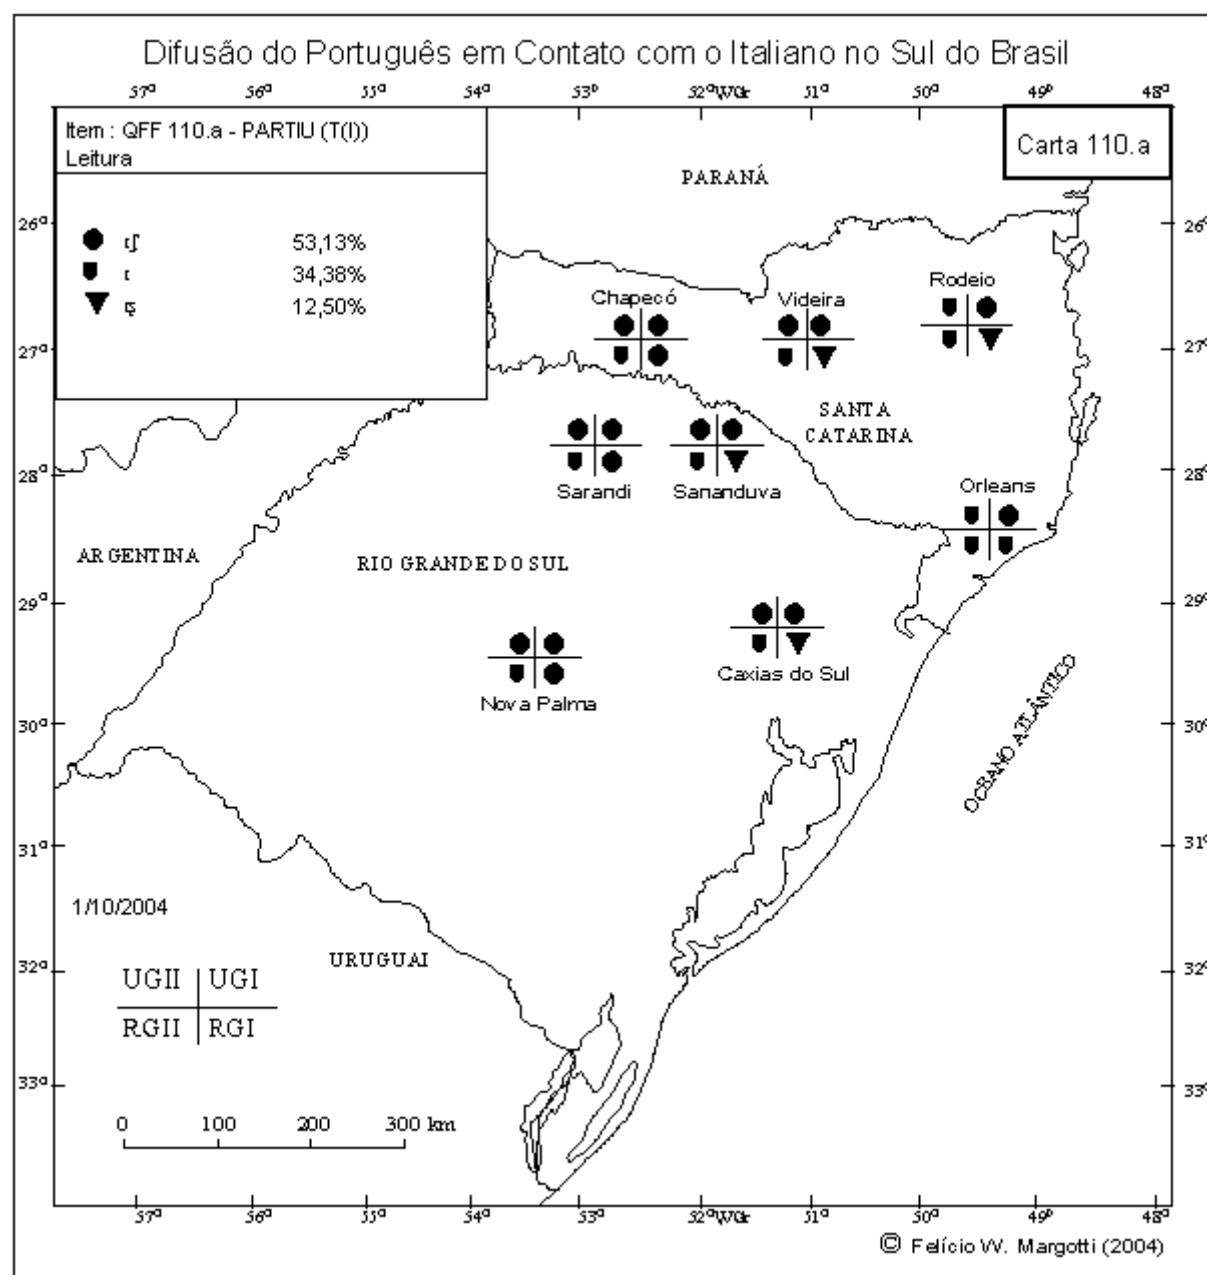 Difusão do Português em Contato com o Italiano no Sul do Brasil
57º 56º 55º 54º 53º 52ºWGr 51º 50º 49º 48º
Item : QFF 110.a - PARTIU (T(I))
Leitura
Carta 110.a
tʃ 53,13%
t 34,38%
12,50%
PARANÁ
26º 26º
Chapecó Videira Rodeio
27º 27º
SANTA
CATARINA
28º 28º
Sarandi Sananduva Orleans
ARGENTINA
RIO GRANDE DO SUL
29º 29º
Nova Palma Caxias do Sul
OCEANO ATLÂNTICO
30º 30º
31º 31º
1/10/2004
URUGUAI
32º 32º
UGII UGI
RGII RGI
33º 33º
0 100 200 300 km
57º 56º 55º 54º 53º 52ºWGr 51º 50º 49º 48º
© Felício W. Margotti (2004)